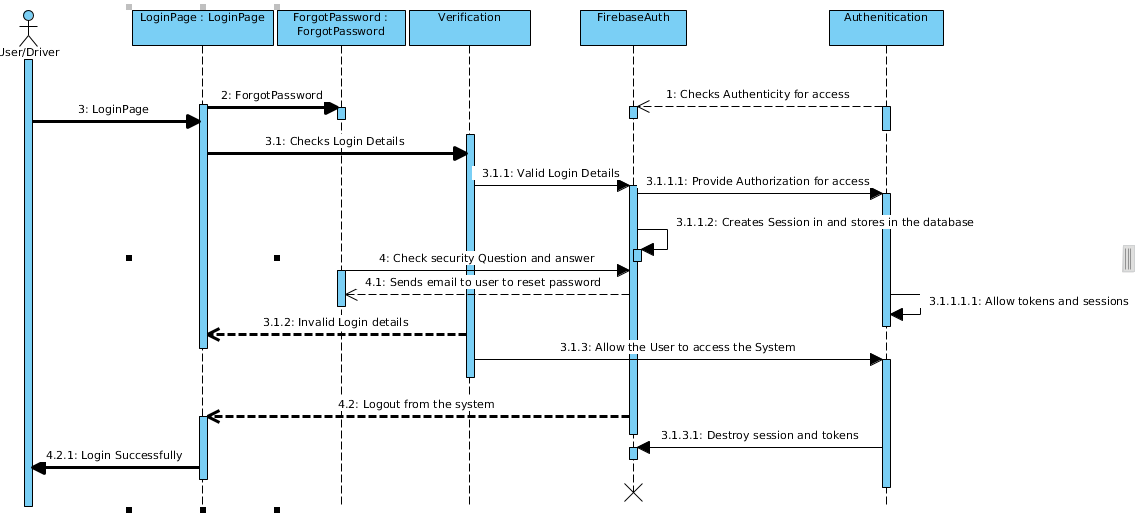 LoginPage : LoginPage
ForgotPassword :
ForgotPassword
Verification
FirebaseAuth
Authenitication
User/Driver
1: Checks Authenticity for access
2: ForgotPassword
3: LoginPage
3.1: Checks Login Details
3.1.1: Valid Login Details
3.1.1.1: Provide Authorization for access
3.1.1.2: Creates Session in and stores in the database
4: Check security Question and answer
4.1: Sends email to user to reset password
3.1.1.1.1: Allow tokens and sessions
3.1.2: Invalid Login details
3.1.3: Allow the User to access the System
4.2: Logout from the system
3.1.3.1: Destroy session and tokens
4.2.1: Login Successfully